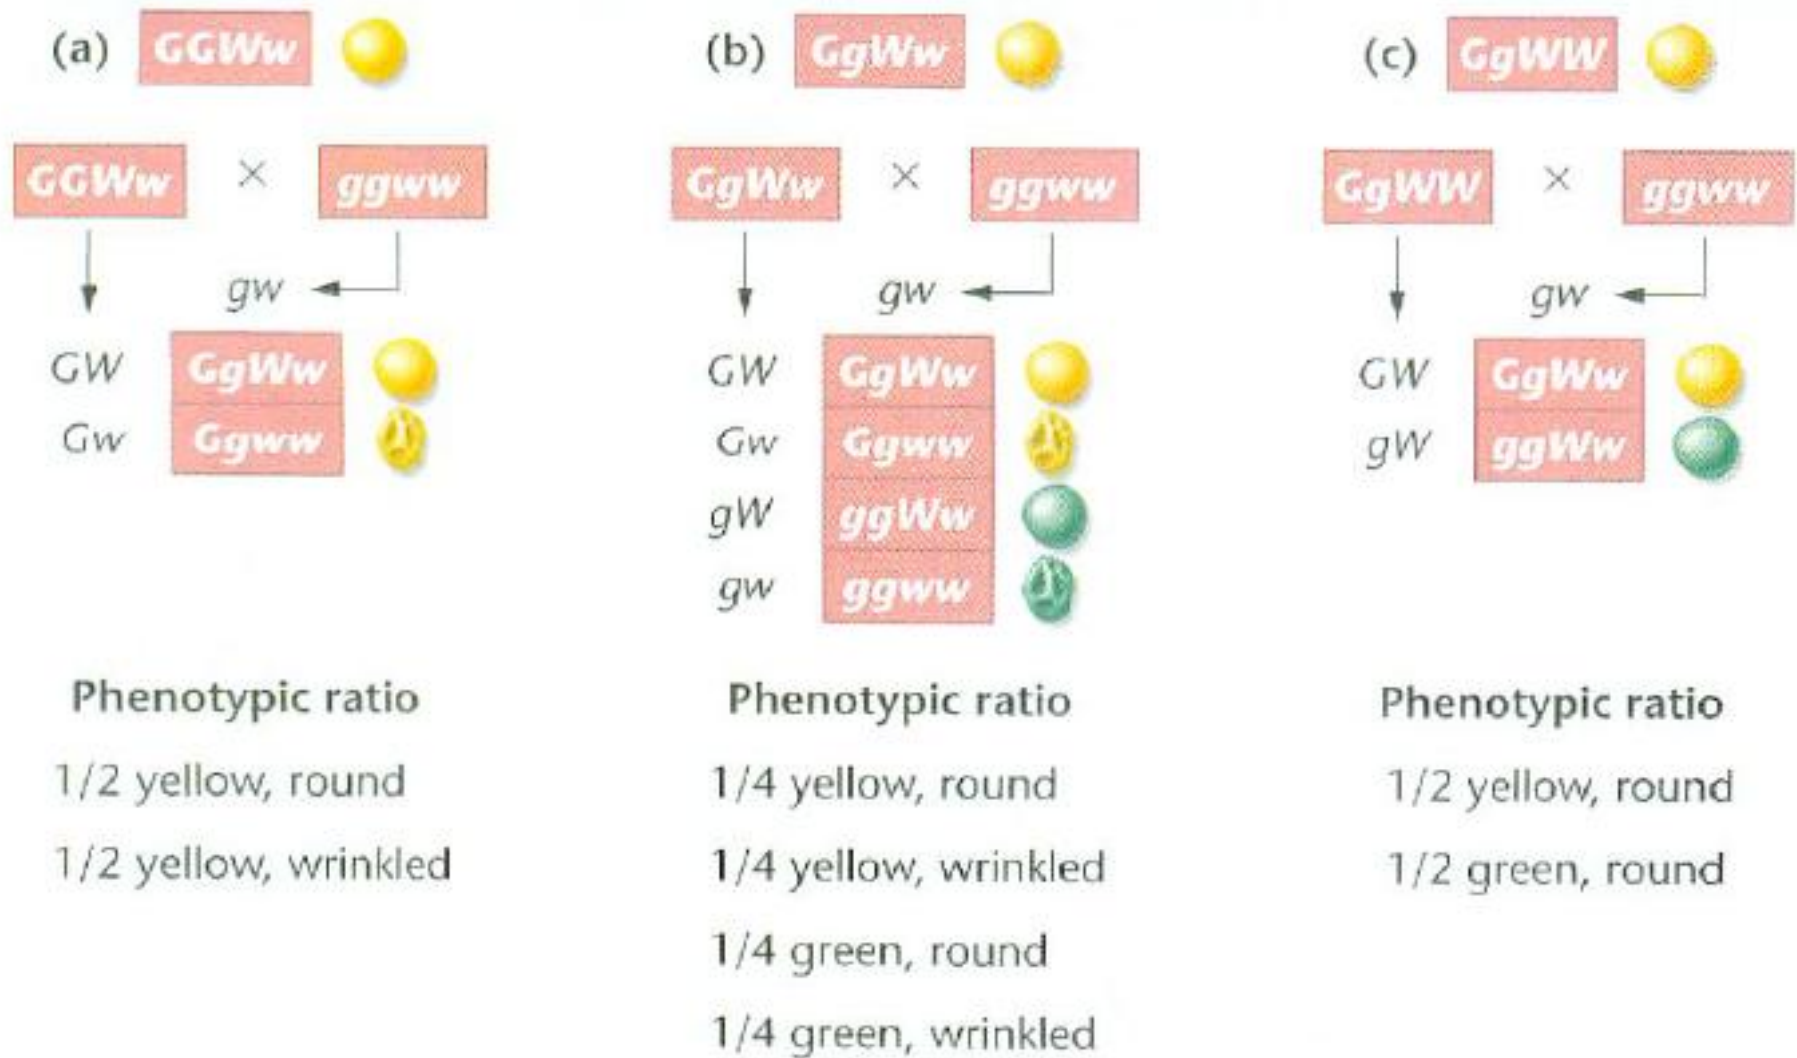 (a) GGWw
GGWw × ggww
gw
GW GgWw
Gw Ggww
Phenotypic ratio
1/2 yellow, round
1/2 yellow, wrinkled
(b) GgWw
GgWw × ggww
gw
GW GgWw
Gw Ggww
gW ggWw
gw ggww
Phenotypic ratio
1/4 yellow, round
1/4 yellow, wrinkled
1/4 green, round
1/4 green, wrinkled
(c) GgWW
GgWW × ggww
gw
GW GgWw
gW ggWw
Phenotypic ratio
1/2 yellow, round
1/2 green, round